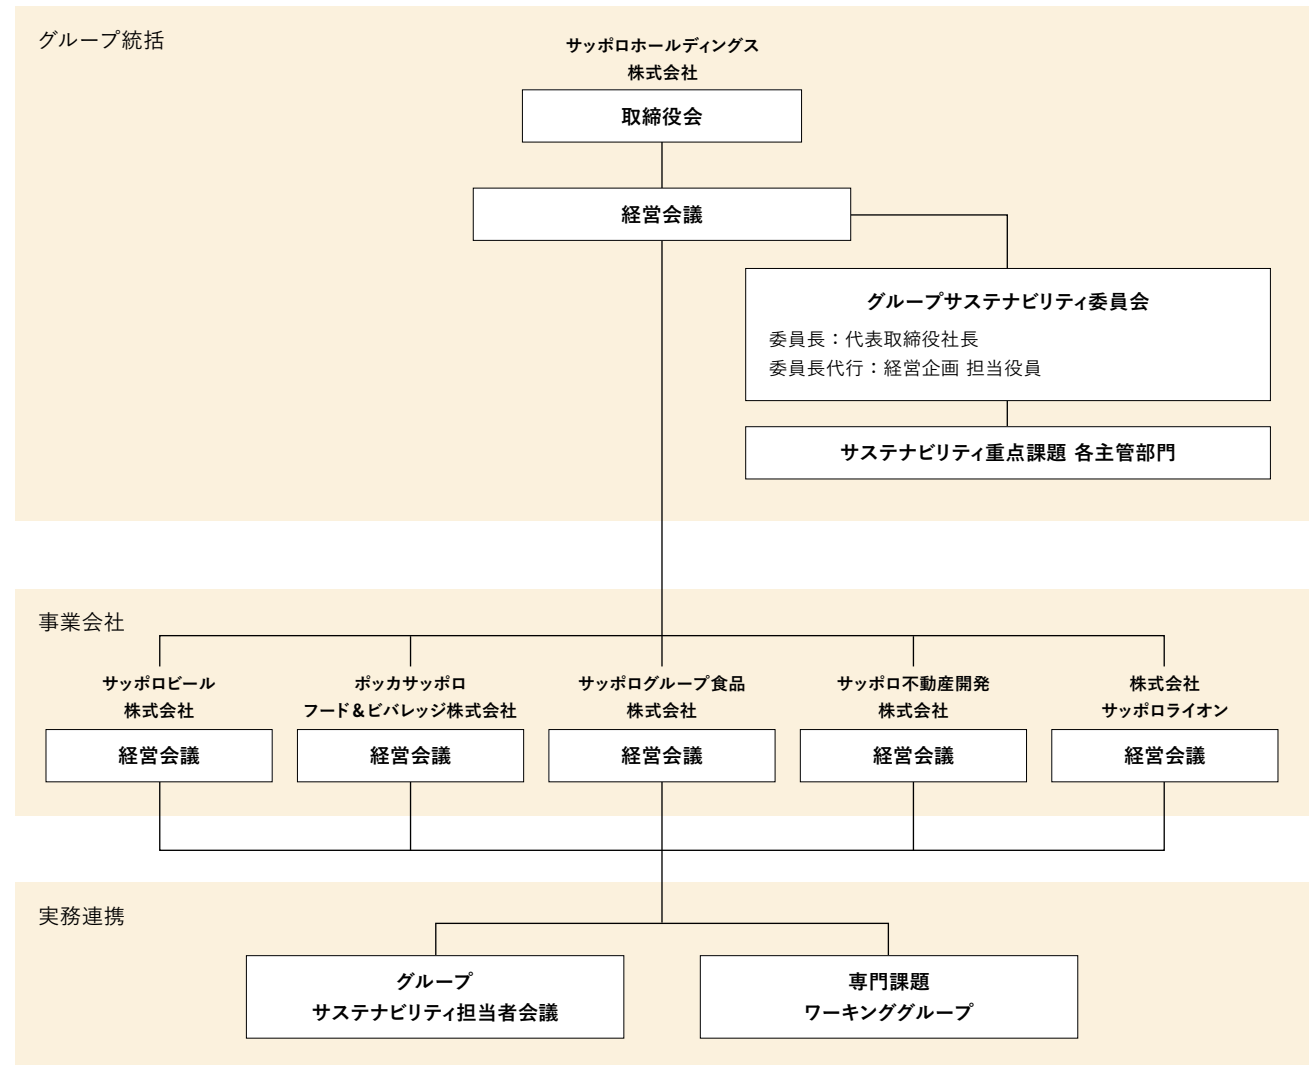 グループ統括
サッポロホールディングス
株式会社
取締役会
経営会議
グループサステナビリティ委員会
委員長：代表取締役社長
委員長代行：経営企画 担当役員
サステナビリティ重点課題 各主管部門
事業会社
サッポロビール
株式会社
経営会議
ポッカサッポロ
フード＆ビバレッジ株式会社
経営会議
サッポログループ食品
株式会社
経営会議
サッポロ不動産開発
株式会社
経営会議
株式会社
サッポロライオン
経営会議
実務連携
グループ
サステナビリティ担当者会議
専門課題
ワーキンググループ